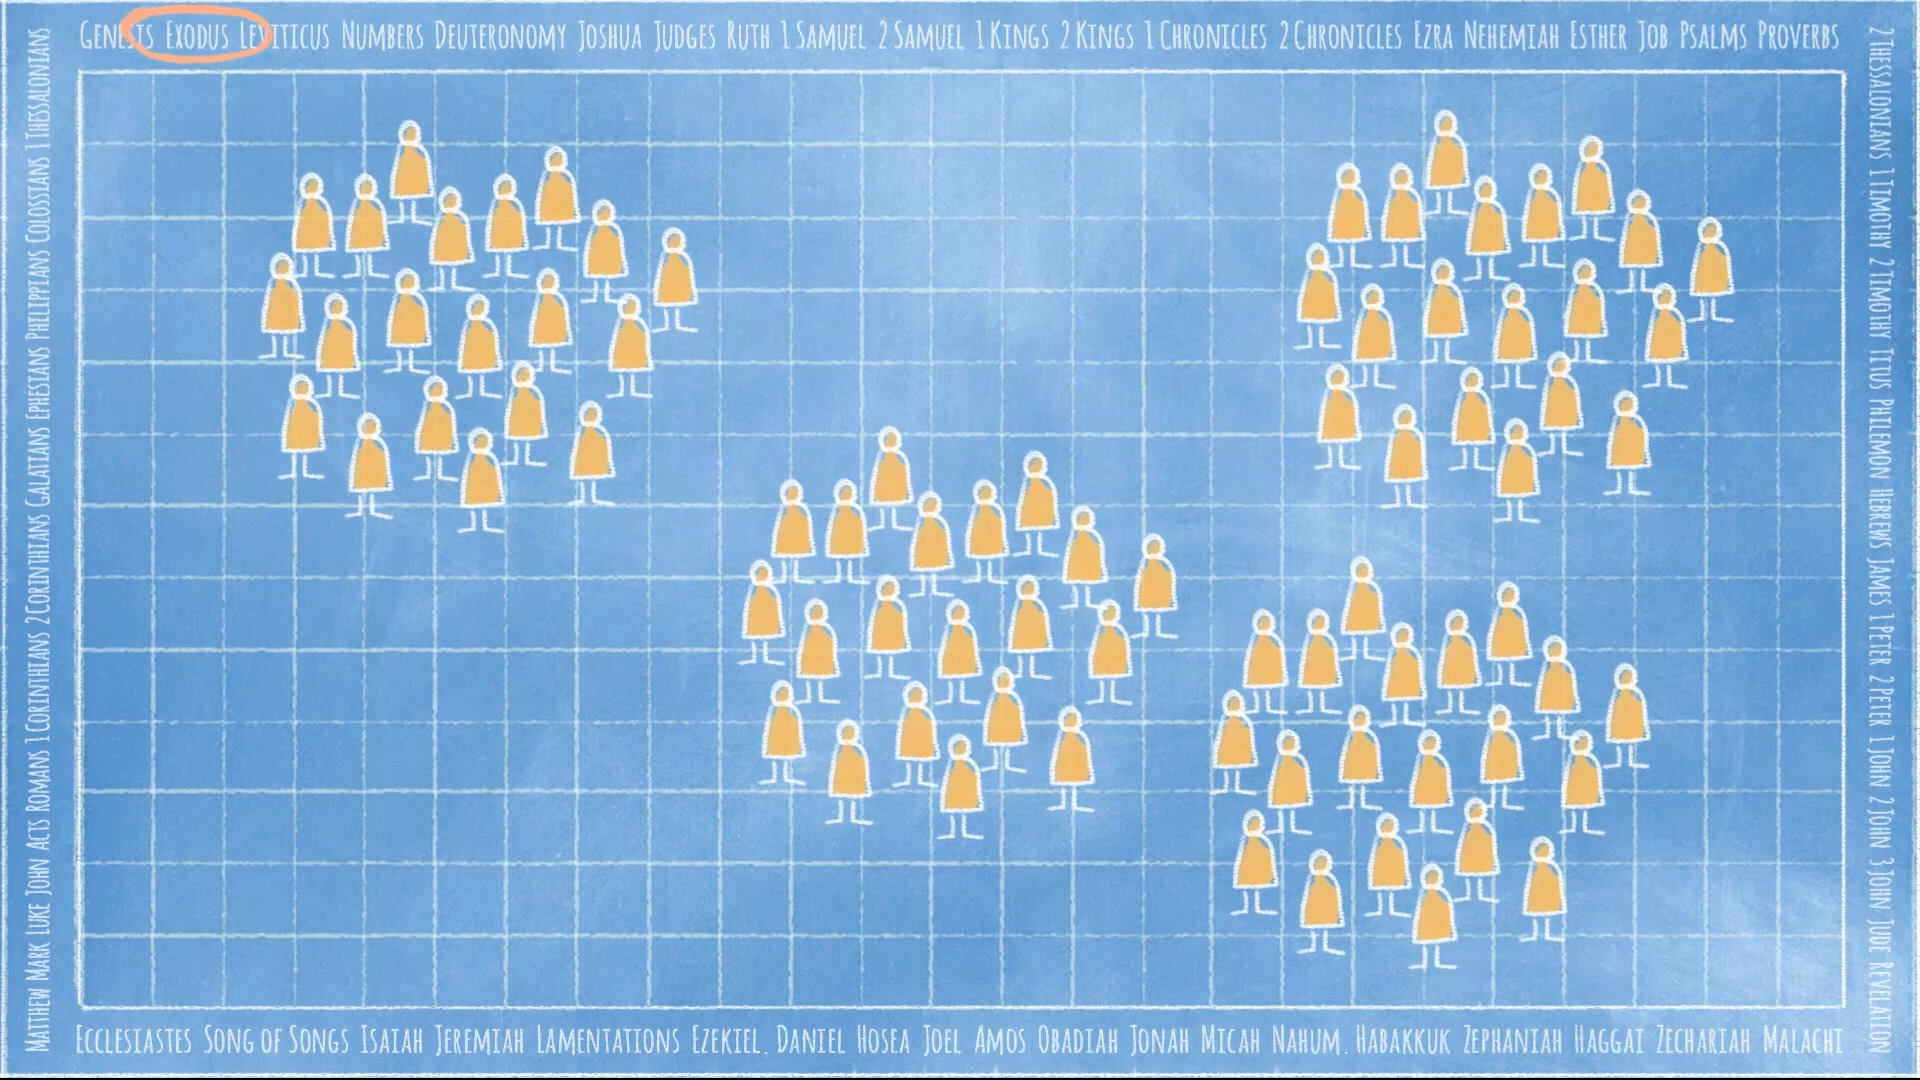 Genesis Exodus Leviticus Numbers Deuteronomy Joshua Judges Ruth 1 Samuel 2 Samuel 1 Kings 2 Kings 1 Chronicles 2 Chronicles Ezra Nehemiah Esther Job Psalms Proverbs
Matthew Mark Luke John Acts Romans 1 Corinthians 2 Corinthians Galatians Ephesians Philippians Colossians 1 Thessalonians
2 Thessalonians 1 Timothy 2 Timothy Titus Philemon Hebrews James 1 Peter 2 Peter 1 John 2 John 3 John Jude Revelation
Ecclesiastes Song of Songs Isaiah Jeremiah Lamentations Ezekiel. Daniel Hosea Joel Amos Obadiah Jonah Micah Nahum. Habakkuk Zephaniah Haggai Zechariah Malachi